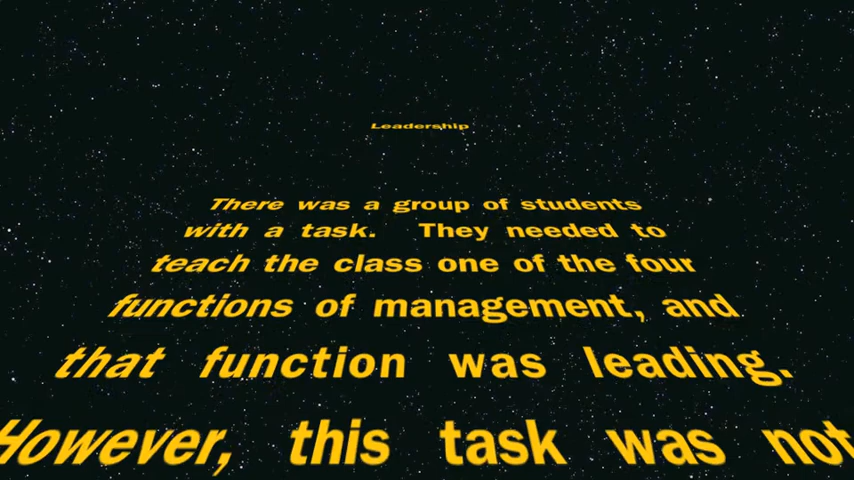 Leadership
There was a group of students
with a task.  They needed to
teach the class one of the four
functions of management, and
that function was leading.
However, this task was not